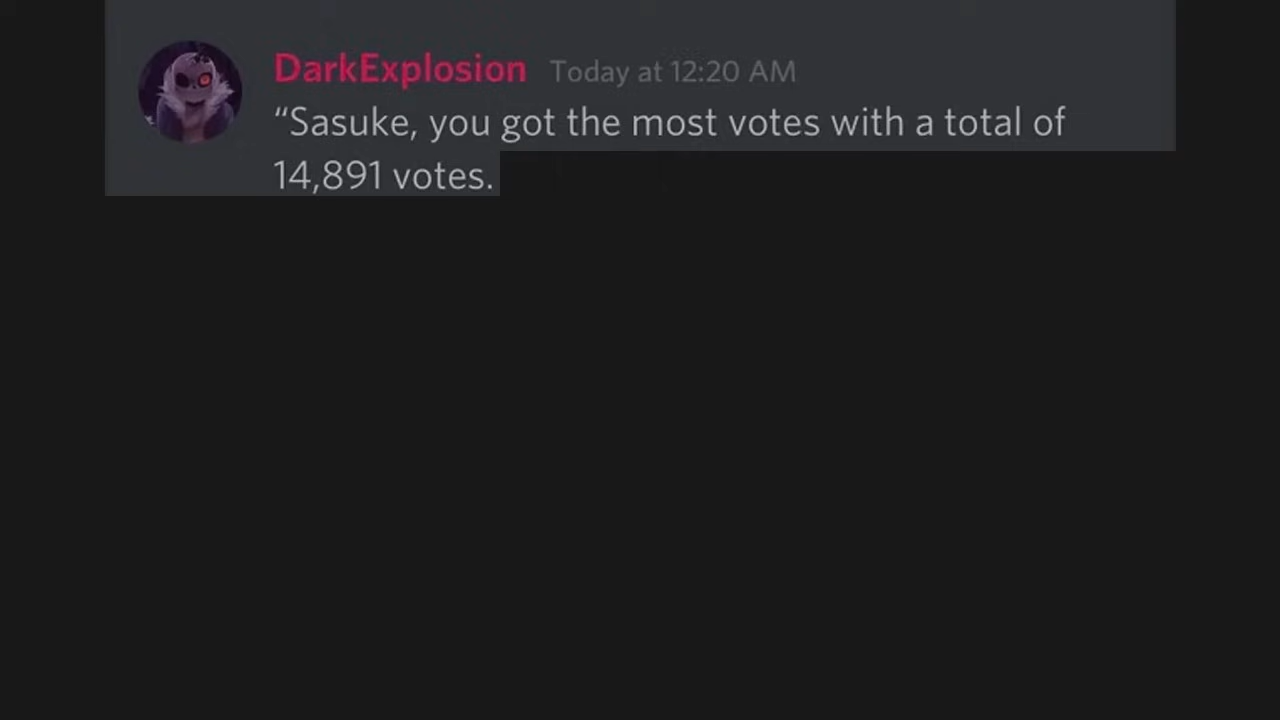 DarkExplosion Today at 12:20 AM
“Sasuke, you got the most votes with a total of
14,891 votes.